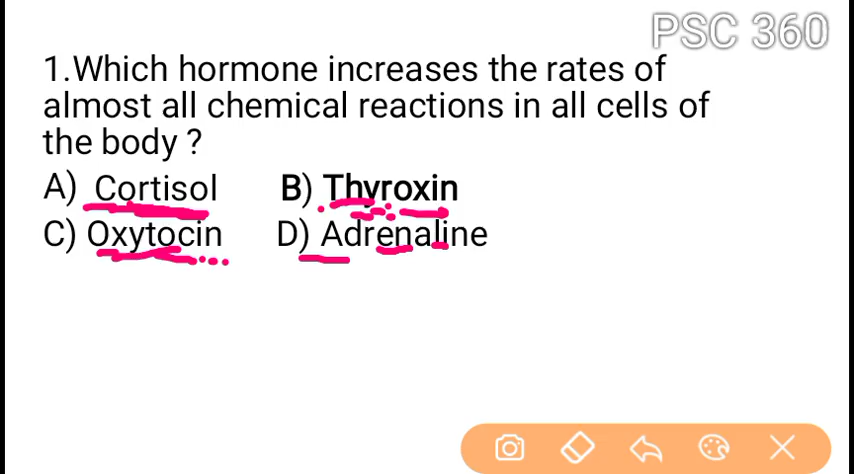 PSC 360
1.Which hormone increases the rates of
almost all chemical reactions in all cells of
the body ?
A) Cortisol B) Thyroxin
C) Oxytocin D) Adrenaline